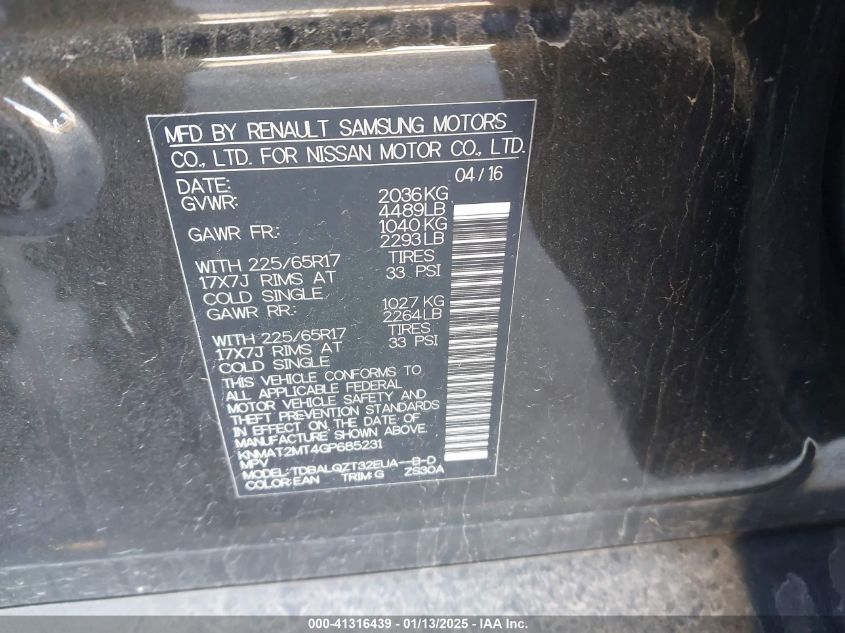 MFD BY RENAULT SAMSUNG MOTORS
CO., LTD. FOR NISSAN MOTOR CO., LTD.
DATE: 04/16
GVWR: 2036KG
4489LB
GAWR FR: 1040KG
2293LB
WITH 225/65R17 TIRES
17X7J RIMS AT 33 PSI
COLD SINGLE
GAWR RR: 1027KG
2264LB
WITH 225/65R17 TIRES
17X7J RIMS AT 33 PSI
COLD SINGLE
THIS VEHICLE CONFORMS TO
ALL APPLICABLE FEDERAL
MOTOR VEHICLE SAFETY AND
THEFT PREVENTION STANDARDS
IN EFFECT ON THE DATE OF
MANUFACTURE SHOWN ABOVE.
KNMAT2MT4GP685231
MPV
MODEL:TDBALQZT32EUA--B-D
COLOR:EAN TRIM:G ZS30A
000-41316439 - 01/13/2025 - IAA Inc.